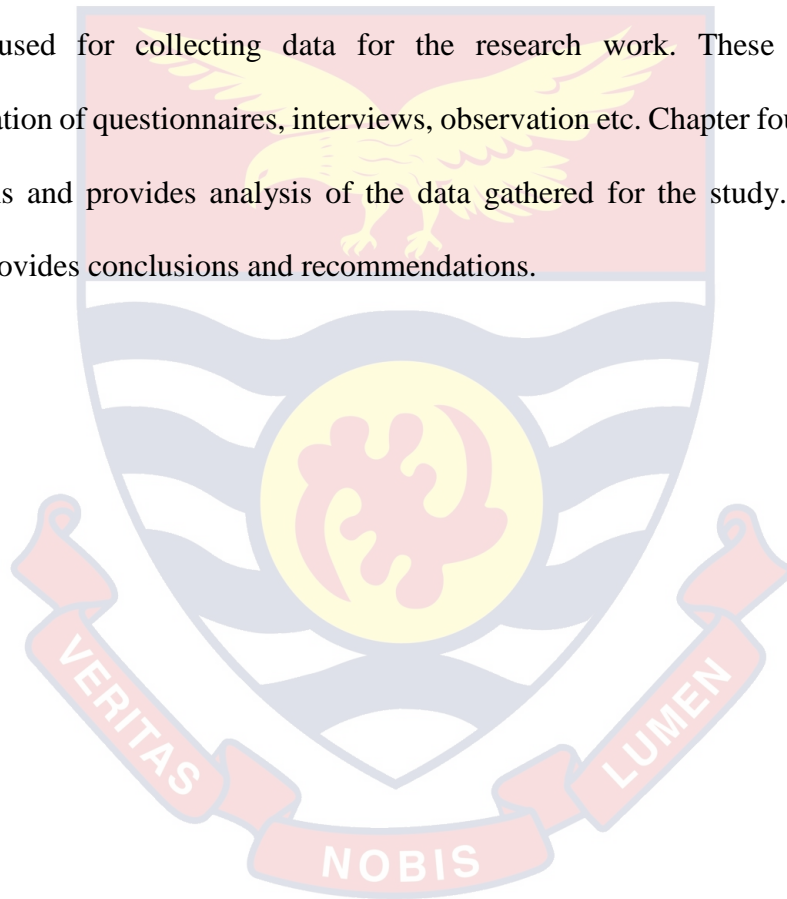 used for collecting data for the research work. These
ation of questionnaires, interviews, observation etc. Chapter fou
s and provides analysis of the data gathered for the study.
ovides conclusions and recommendations.
VERITAS
NOBIS
LUMEN